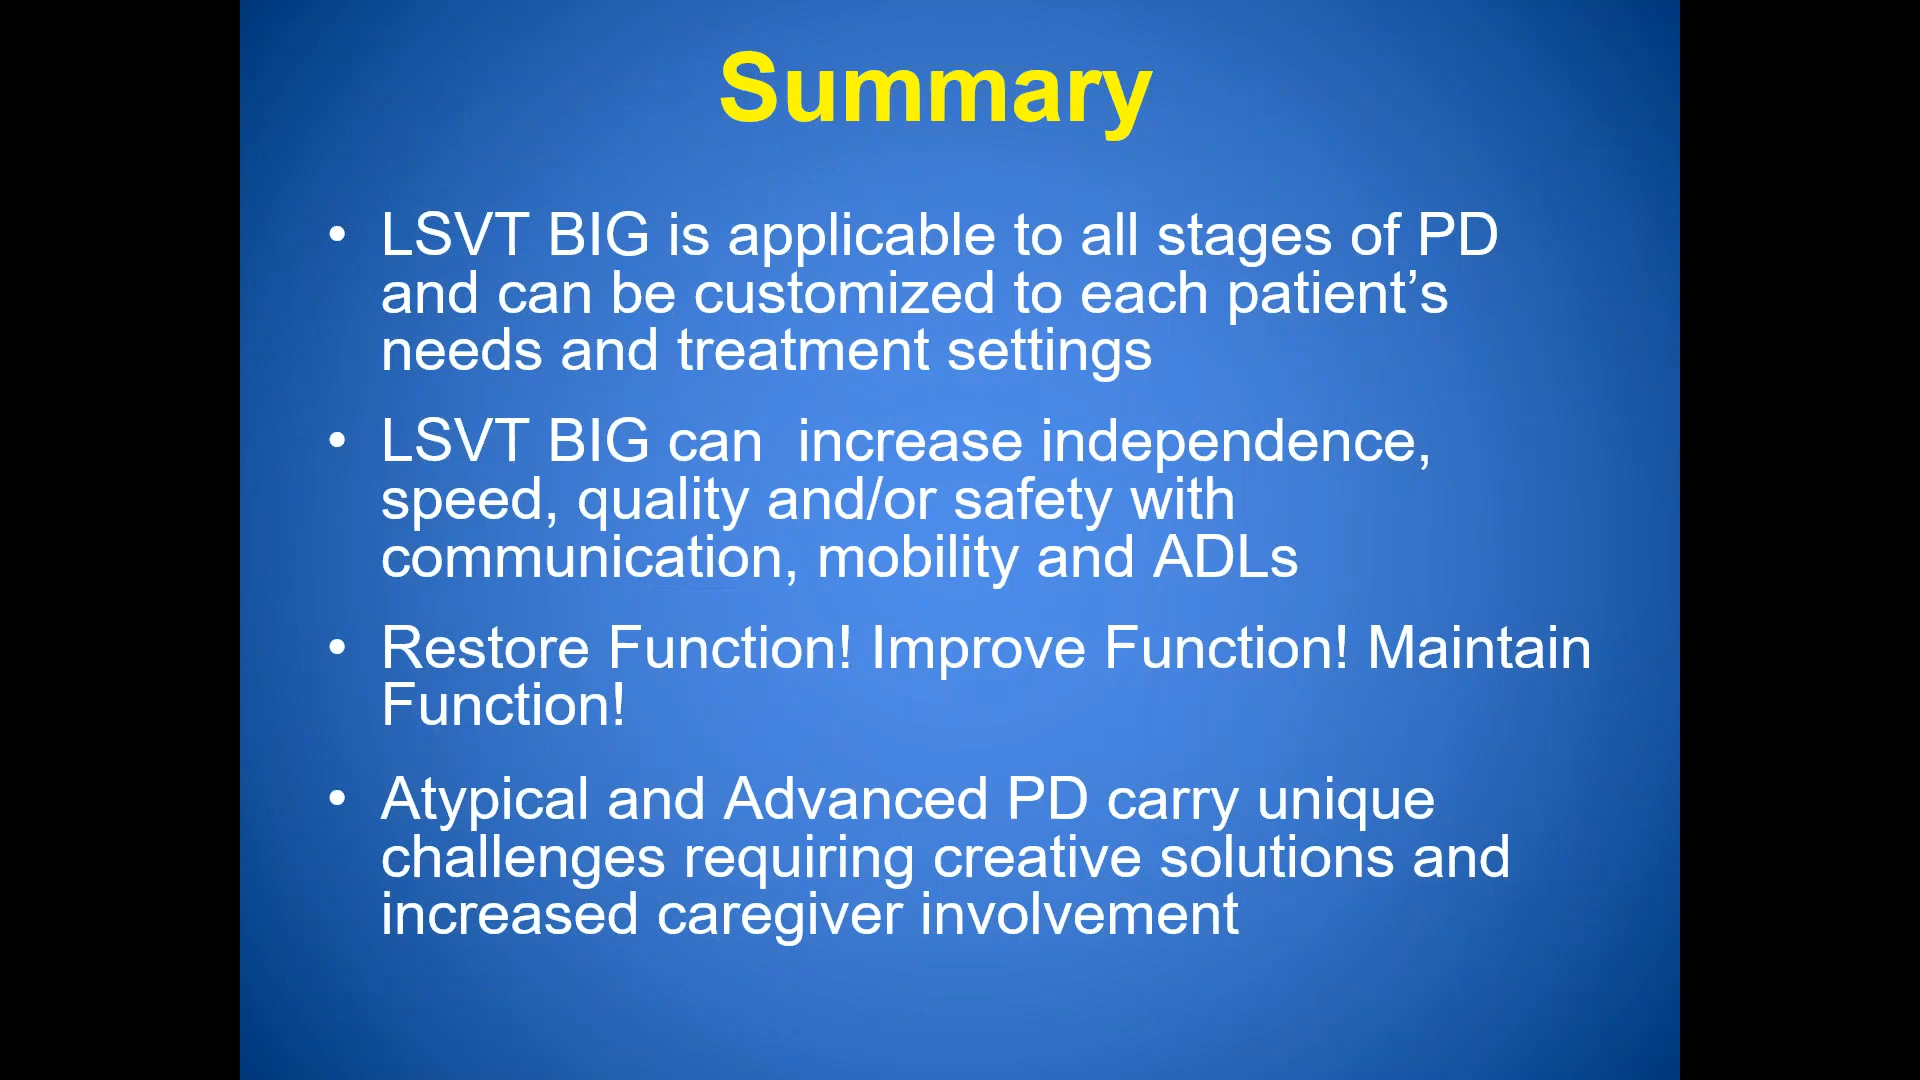 Summary
• LSVT BIG is applicable to all stages of PD
and can be customized to each patient’s
needs and treatment settings
• LSVT BIG can  increase independence,
speed, quality and/or safety with
communication, mobility and ADLs
• Restore Function! Improve Function! Maintain
Function!
• Atypical and Advanced PD carry unique
challenges requiring creative solutions and
increased caregiver involvement